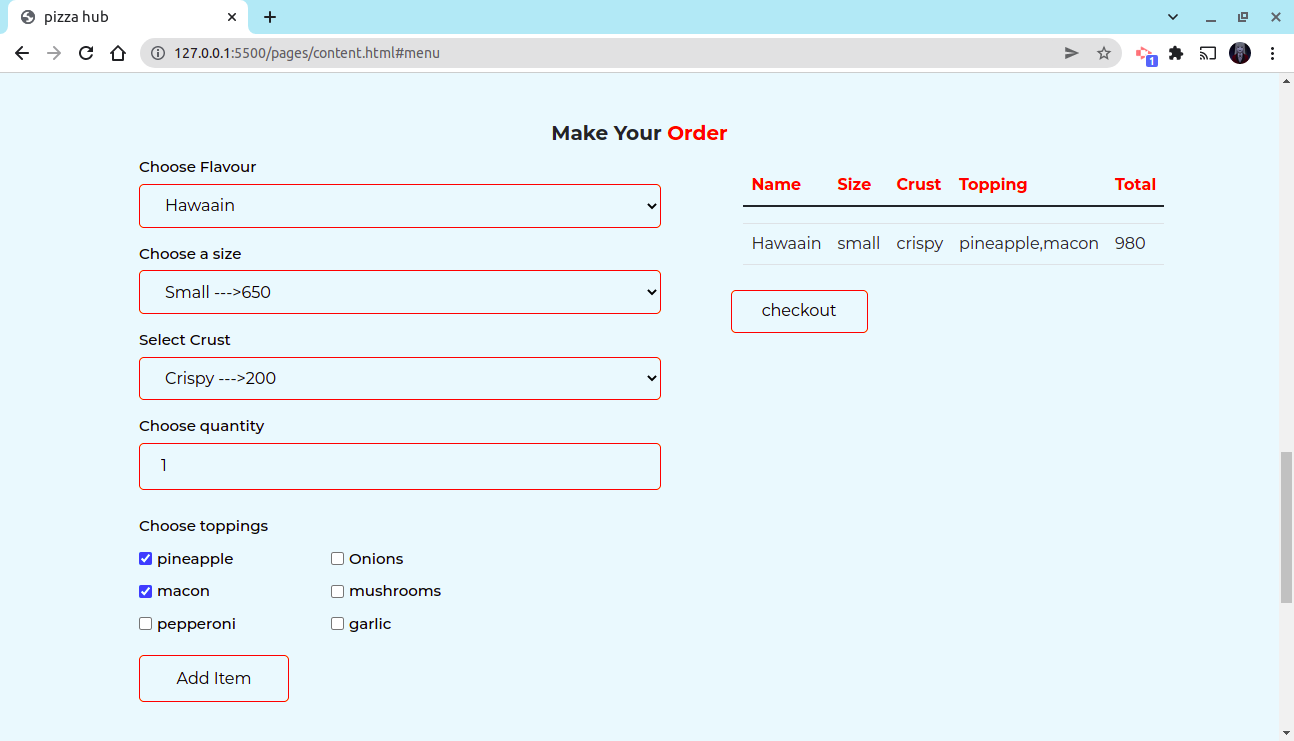 pizza hub
127.0.0.1:5500/pages/content.html#menu
1
Make Your Order
Choose Flavour
Hawaain
Choose a size
Small --->650
Select Crust
Crispy --->200
Choose quantity
1
Choose toppings
pineapple Onions
macon mushrooms
pepperoni garlic
Add Item
Name Size Crust Topping Total
Hawaain small crispy pineapple,macon 980
checkout